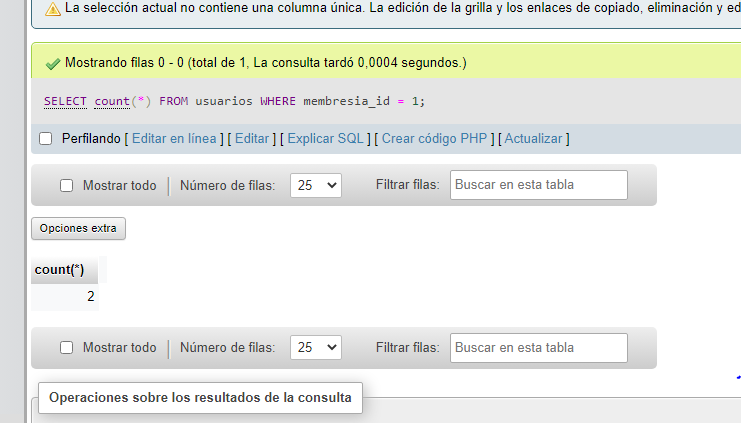 La selección actual no contiene una columna única. La edición de la grilla y los enlaces de copiado, eliminación y ed
Mostrando filas 0 - 0 (total de 1, La consulta tardó 0,0004 segundos.)
SELECT count(*) FROM usuarios WHERE membresia_id = 1;
Perfilando [ Editar en línea ] [ Editar ] [ Explicar SQL ] [ Crear código PHP ] [ Actualizar ]
Mostrar todo | Número de filas: 25 Filtrar filas: Buscar en esta tabla
Opciones extra
count(*)
2
Mostrar todo | Número de filas: 25 Filtrar filas: Buscar en esta tabla
Operaciones sobre los resultados de la consulta